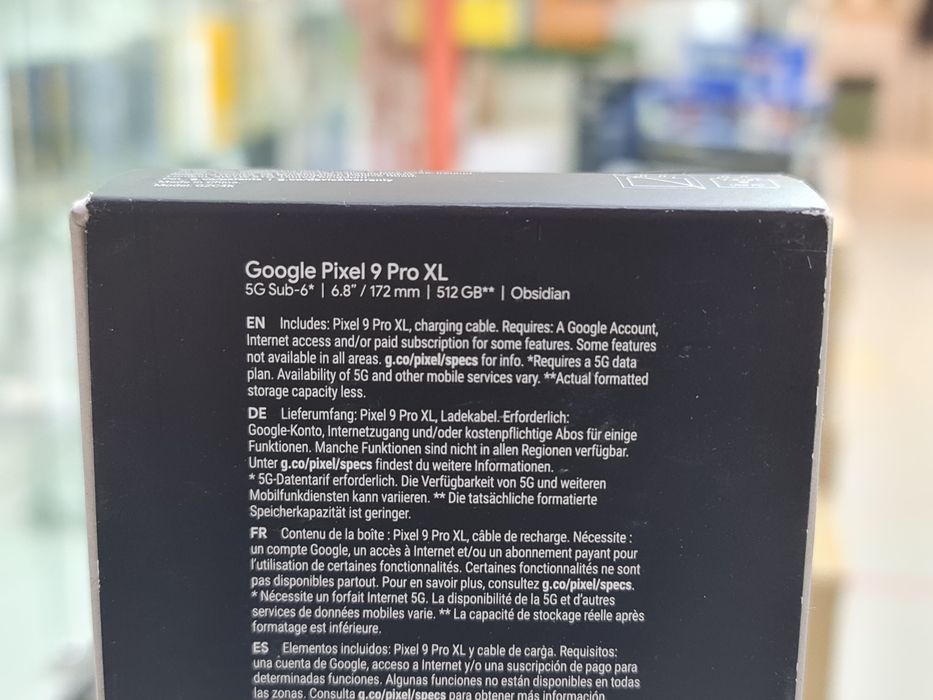 Model: GZC4K
Google Pixel 9 Pro XL
5G Sub-6* | 6.8” / 172 mm | 512 GB** | Obsidian
EN Includes: Pixel 9 Pro XL, charging cable. Requires: A Google Account,
Internet access and/or paid subscription for some features. Some features
not available in all areas. g.co/pixel/specs for info. *Requires a 5G data
plan. Availability of 5G and other mobile services vary. **Actual formatted
storage capacity less.
DE Lieferumfang: Pixel 9 Pro XL, Ladekabel. Erforderlich:
Google-Konto, Internetzugang und/oder kostenpflichtige Abos für einige
Funktionen. Manche Funktionen sind nicht in allen Regionen verfügbar.
Unter g.co/pixel/specs findest du weitere Informationen.
* 5G-Datentarif erforderlich. Die Verfügbarkeit von 5G und weiteren
Mobilfunkdiensten kann variieren. ** Die tatsächliche formatierte
Speicherkapazität ist geringer.
FR Contenu de la boîte : Pixel 9 Pro XL, câble de recharge. Nécessite :
un compte Google, un accès à Internet et/ou un abonnement payant pour
l’utilisation de certaines fonctionnalités. Certaines fonctionnalités ne sont
pas disponibles partout. Pour en savoir plus, consultez g.co/pixel/specs.
* Nécessite un forfait Internet 5G. La disponibilité de la 5G et d’autres
services de données mobiles varie. ** La capacité de stockage réelle après
formatage est inférieure.
ES Elementos incluidos: Pixel 9 Pro XL y cable de carga. Requisitos:
una cuenta de Google, acceso a Internet y/o una suscripción de pago para
determinadas funciones. Algunas funciones no están disponibles en todas
las zonas. Consulta g.co/pixel/specs para obtener más información.